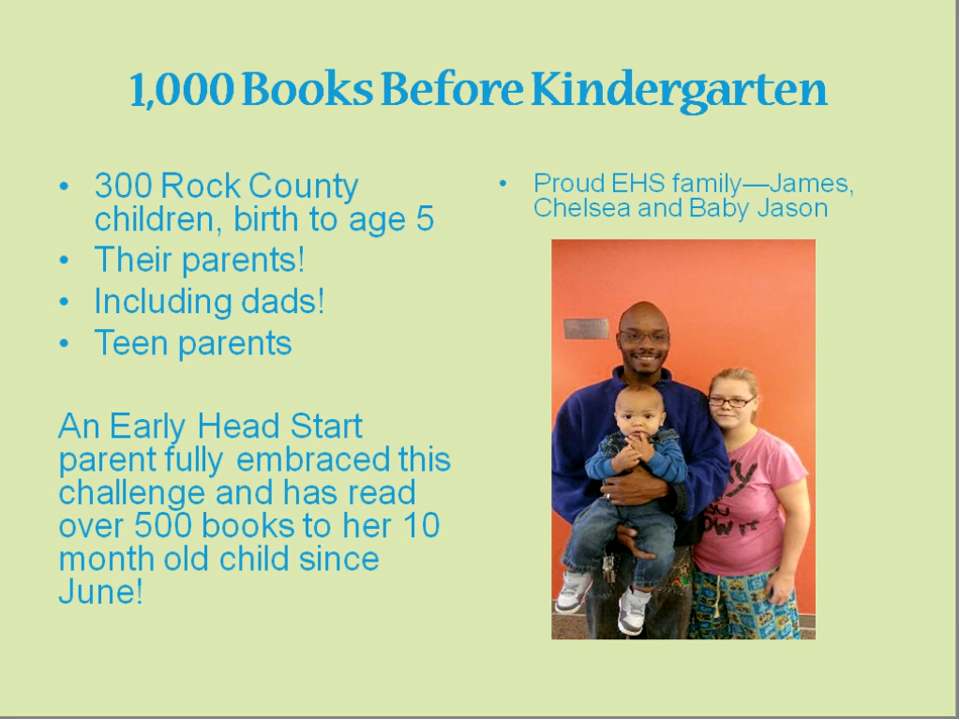 1,000 Books Before Kindergarten
• 300 Rock County
children, birth to age 5
• Their parents!
• Including dads!
• Teen parents
An Early Head Start
parent fully embraced this
challenge and has read
over 500 books to her 10
month old child since
June!
• Proud EHS family—James,
Chelsea and Baby Jason